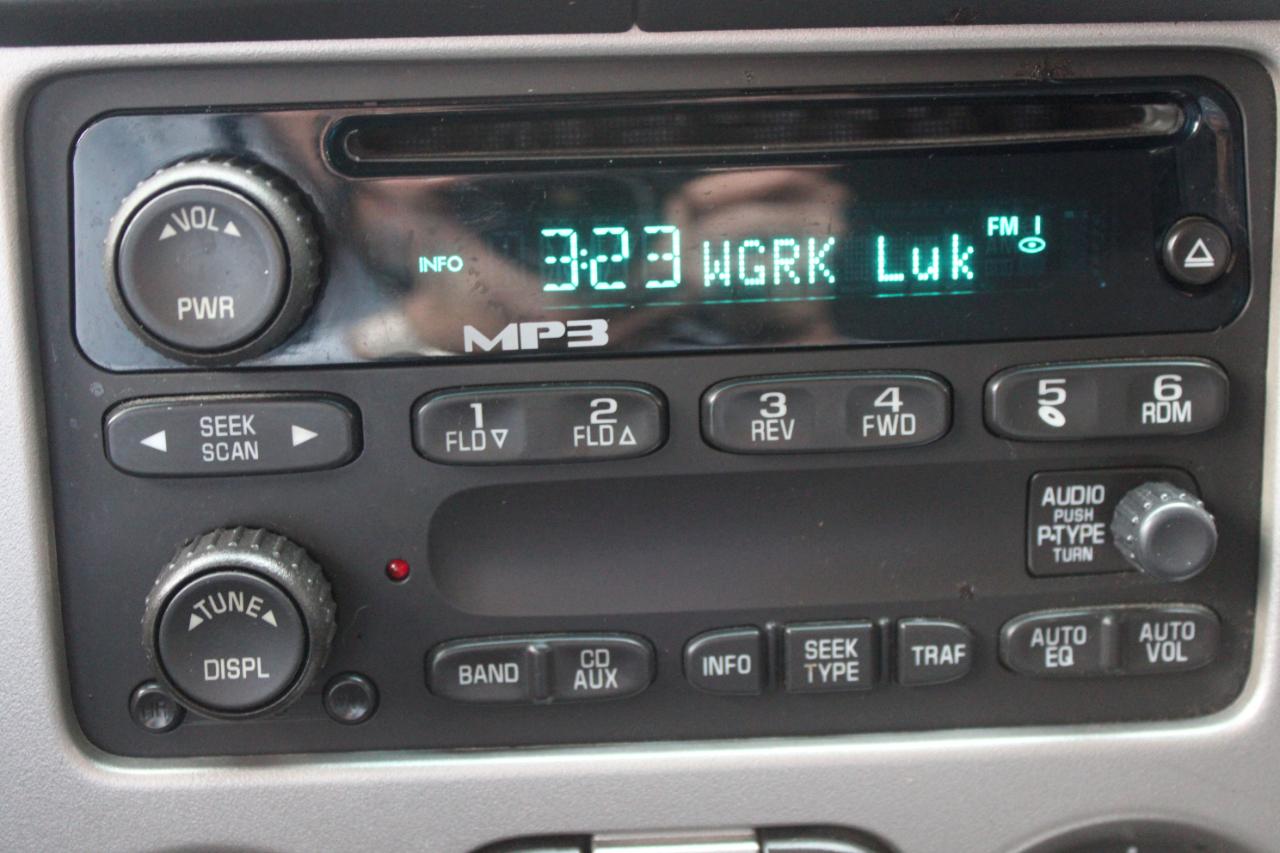 VOL
PWR
INFO 3:23 WGRK Luk FM 1
MP3
SEEK
SCAN
1
FLD
2
FLD
3
REV
4
FWD
5
6
RDM
AUDIO
PUSH
P-TYPE
TURN
TUNE
DISPL
HR
BAND
CD
AUX
INFO
SEEK
TYPE
TRAF
AUTO
EQ
AUTO
VOL